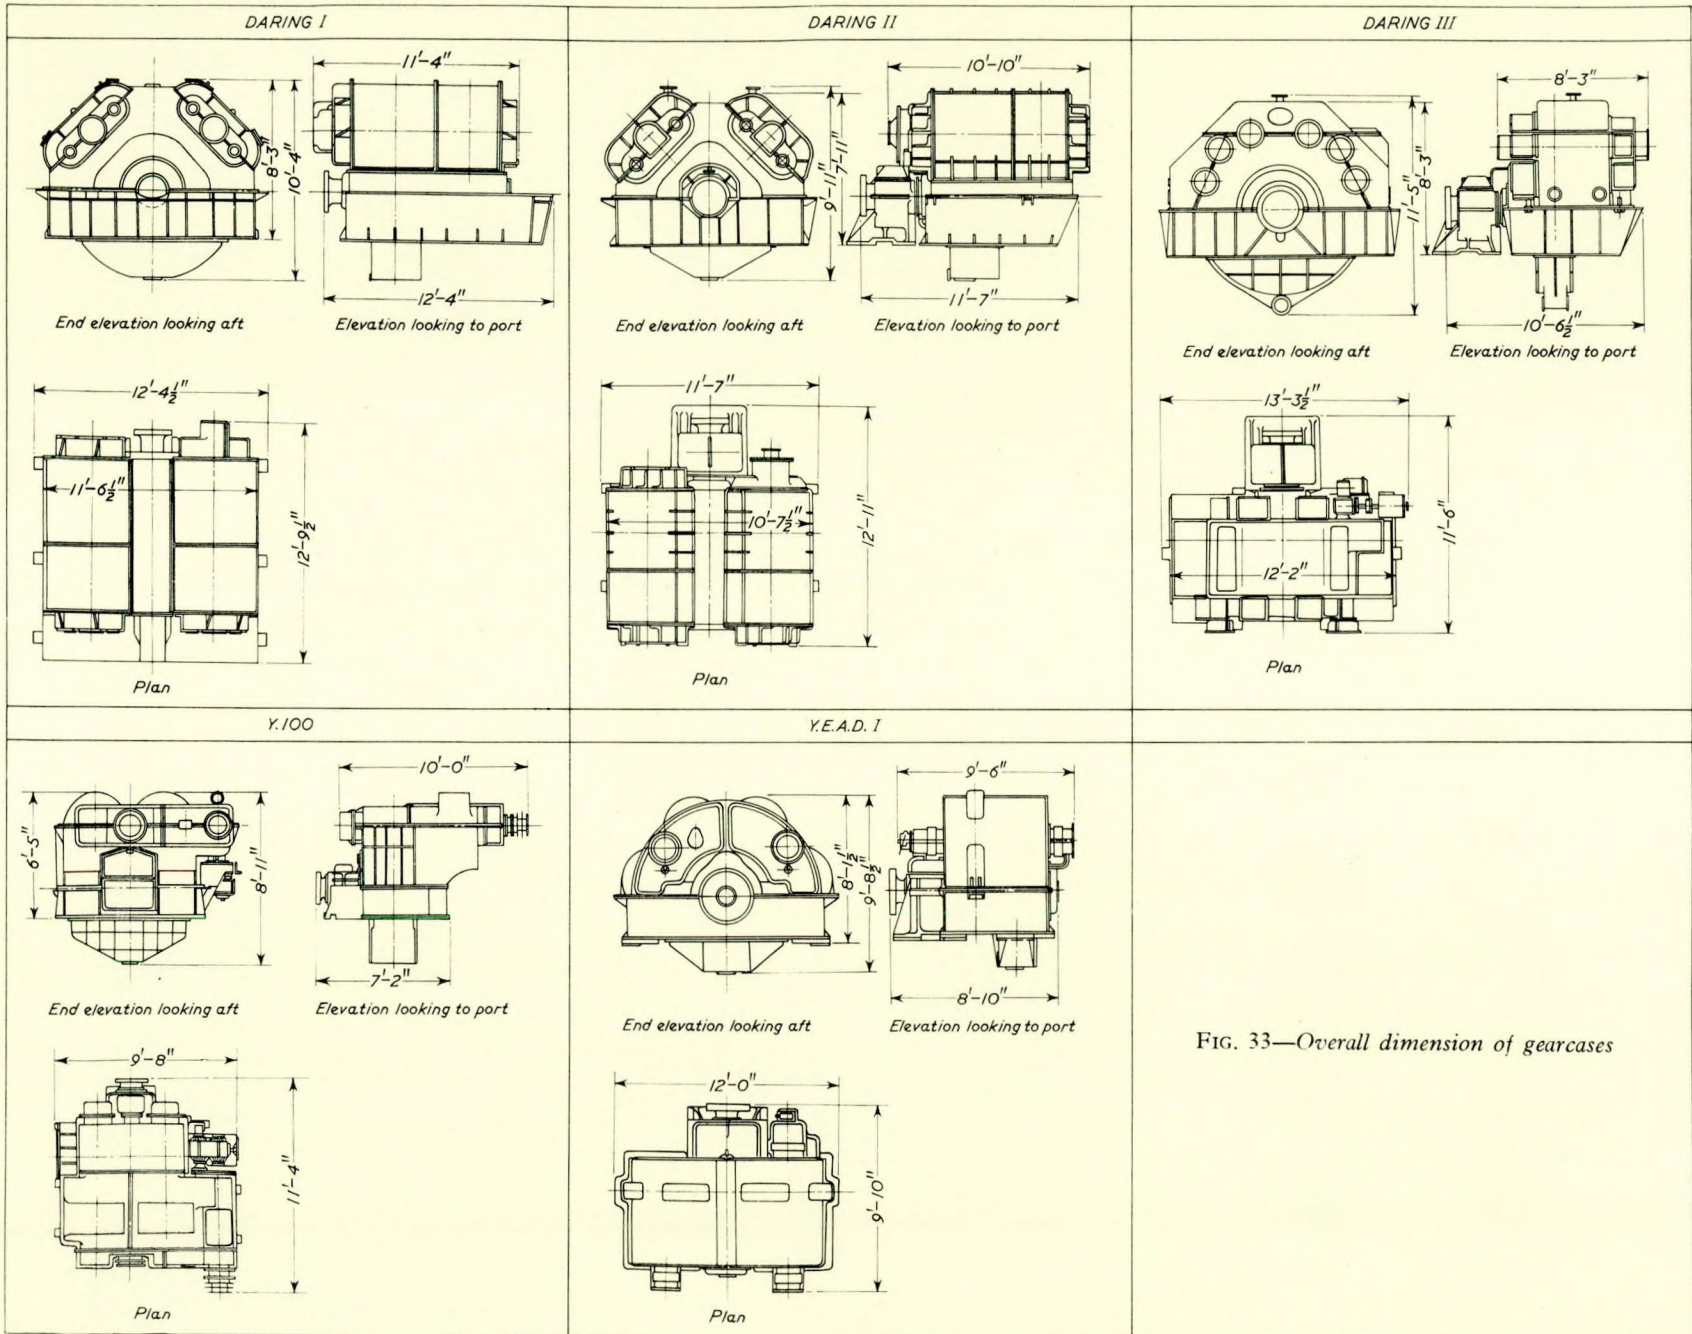 DARING I
11'-4"
8'-3"
10'-4"
12'-4"
End elevation looking aft
Elevation looking to port
12'-4½"
11'-6½"
12'-9½"
Plan
DARING II
10'-10"
9'-11"
7'-11"
11'-7"
End elevation looking aft
Elevation looking to port
11'-7"
10'-7½"
12'-11"
Plan
DARING III
8'-3"
11'-5"
8'-3"
10'-6½"
End elevation looking aft
Elevation looking to port
13'-3½"
12'-2"
11'-6"
Plan
Y.100
10'-0"
6'-5"
8'-11"
7'-2"
End elevation looking aft
Elevation looking to port
9'-8"
11'-4"
Plan
Y.E.A.D. I
9'-6"
8'-1½"
9'-8½"
8'-10"
End elevation looking aft
Elevation looking to port
12'-0"
9'-10"
Plan
FIG. 33—Overall dimension of gearcases